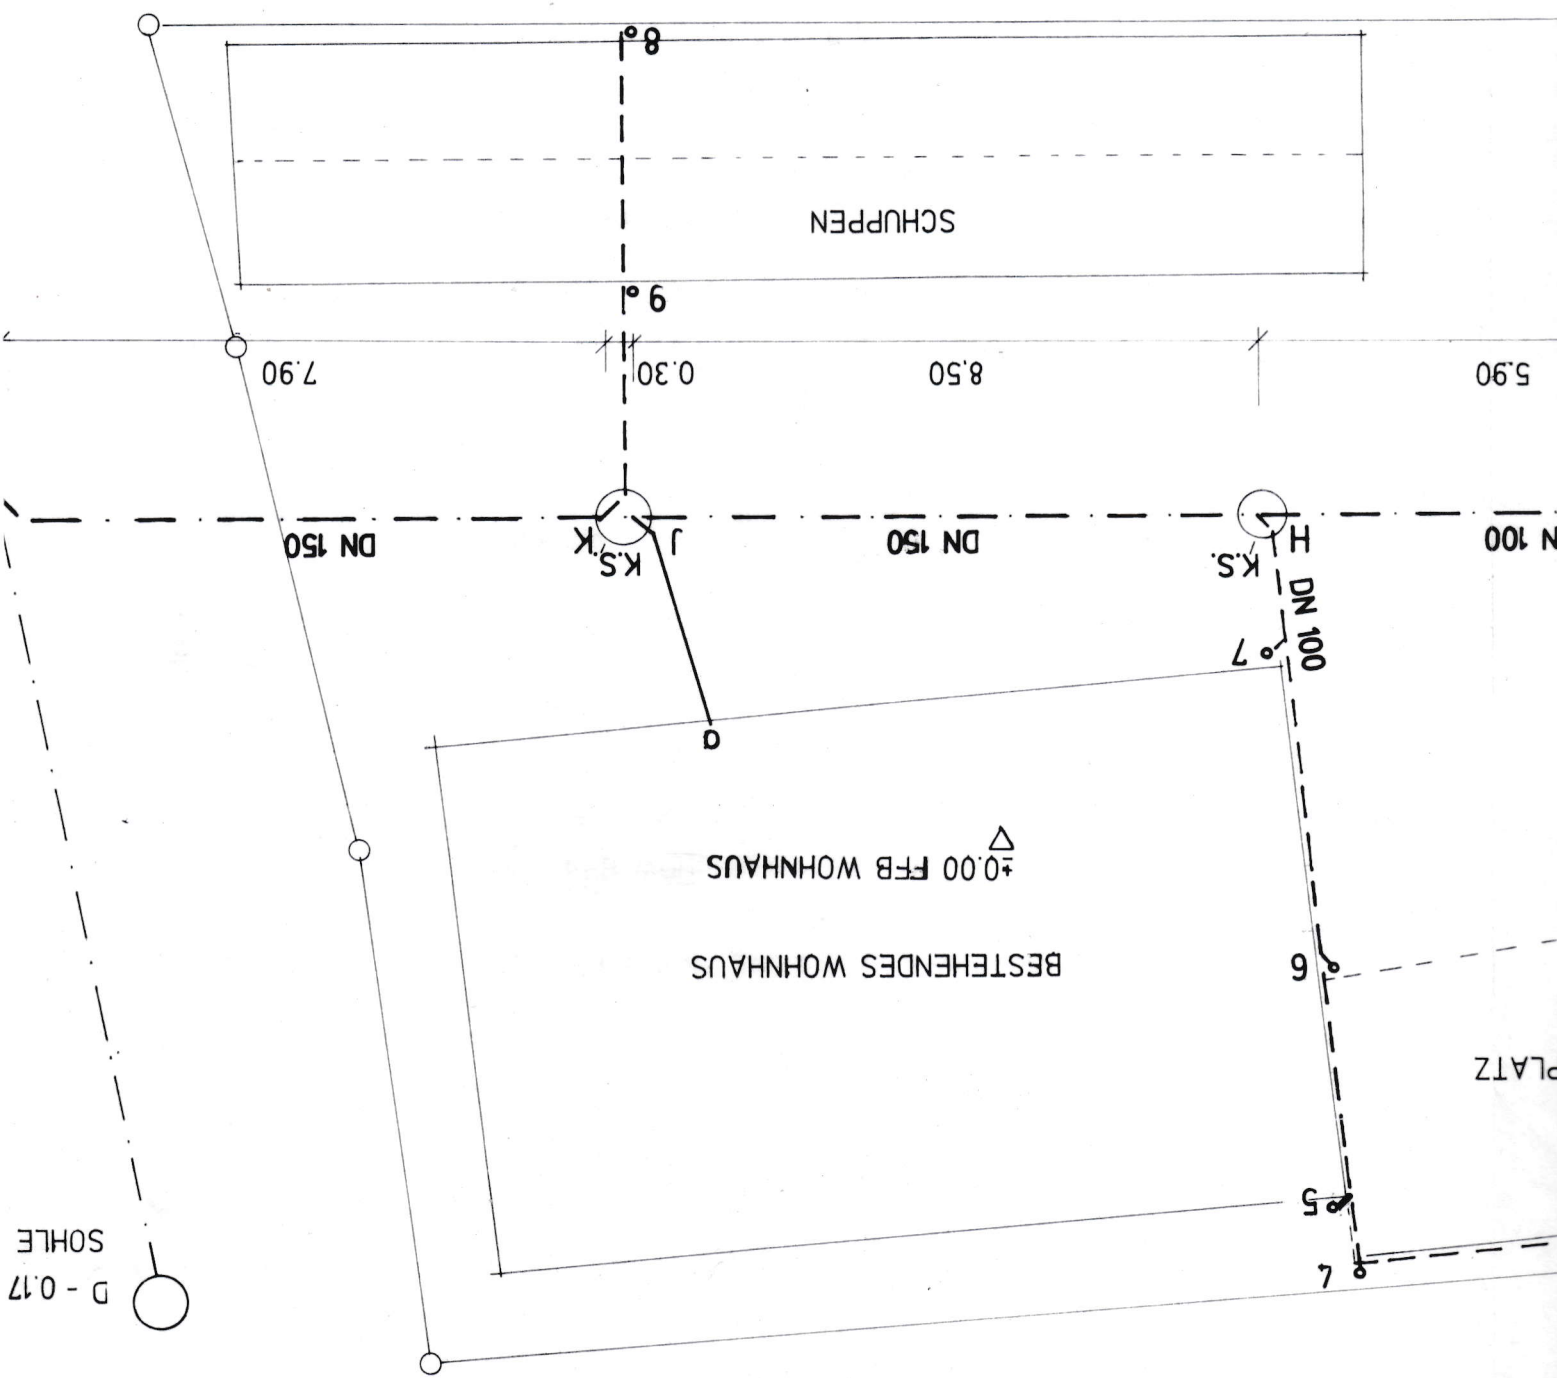 4
D - 0.17
SOHLE
5
PLATZ
6
BESTEHENDES WOHNHAUS
±0.00 FFB WOHNHAUS
a
7
DN 100
K.S.
K.S.
N 100
H
DN 150
J
K
DN 150
5.90
8.50
0.30
7.90
9
SCHUPPEN
8